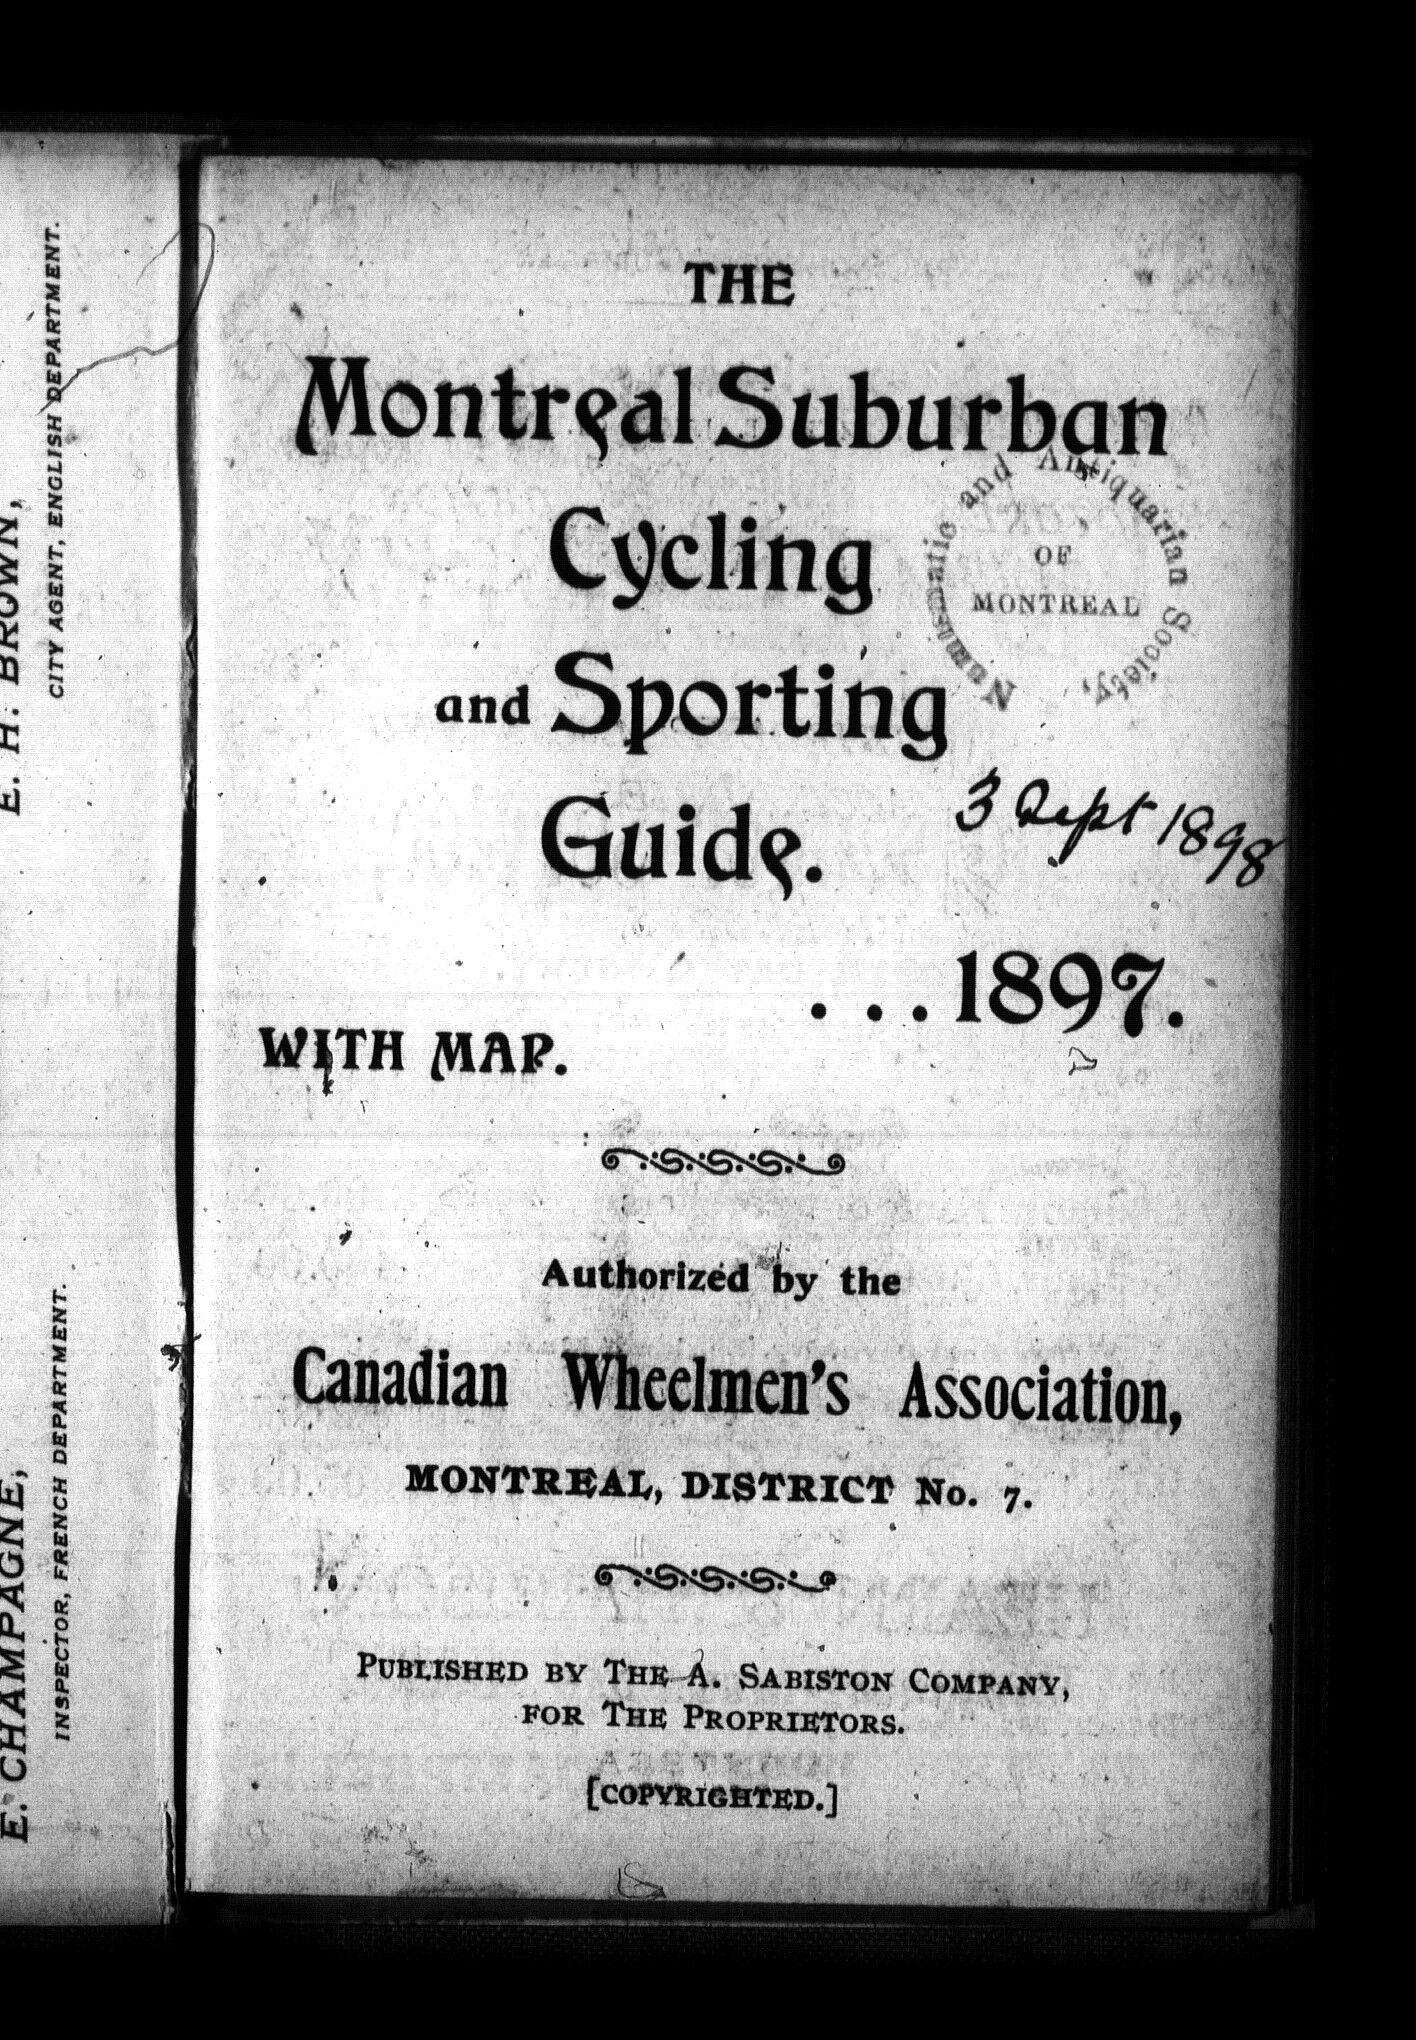 E. H. BROWN,
CITY AGENT, ENGLISH DEPARTMENT.
E. CHAMPAGNE,
INSPECTOR, FRENCH DEPARTMENT.
THE
Montreal Suburban
Cycling
and Sporting
Guide.
Numismatic and Antiquarian Society,
OF
MONTREAL
3 Sept 1898
... 1897.
WITH MAP.
Authorized by the
Canadian Wheelmen's Association,
MONTREAL, DISTRICT No. 7.
PUBLISHED BY THE A. SABISTON COMPANY,
FOR THE PROPRIETORS.
[COPYRIGHTED.]